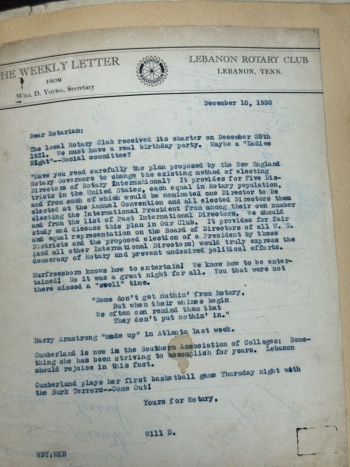 THE WEEKLY LETTER
FROM
WILL D. YOUNG, Secretary
LEBANON ROTARY CLUB
LEBANON, TENN.
December 10, 1930
Dear Rotarian:
The local Rotary Club received its charter on December 28th
1921. We must have a real birthday party. Maybe a "Ladies
Night"--Social committee?
"Have you read carefully the plan proposed by the New England
Rotary Governors to change the existing method of electing
Directors of Rotary International? It provides for Five Dis-
tricts in the United States, each equal in Rotary population,
and from each of which would be nominated one Director to be
elected at the Annual Convention and all elected Directors then
electing the International President from among their own number
and from the list of Past International Directors. We should
study and discuss this plan in Our Club. It provides for fair
and equal representation on the Board of Directors of all U. S.
Districts and the proposed election of a President by these
(and all other International Directors) would truly express the
democracy of Rotary and prevent undesired political efforts.
Murfreesboro knows how to entertain! We know how to be enter-
tained! So it was a great night for all. You that were not
there missed a "swell" time.
"Some don't get nuthin' from Rotary,
But when their whines begin
We often can remind them that
They don't put nothin' in."
Harry Armstrong "made up" in Atlanta last week.
Cumberland is now in the Southern Association of Colleges; Some-
thing she has been striving to accomplish for years. Lebanon
should rejoice in this fact.
Cumberland plays her first basketball game Thursday night with
the Burk Terrors--Come Out!
Yours for Rotary,
Will D.
WDY:WKB